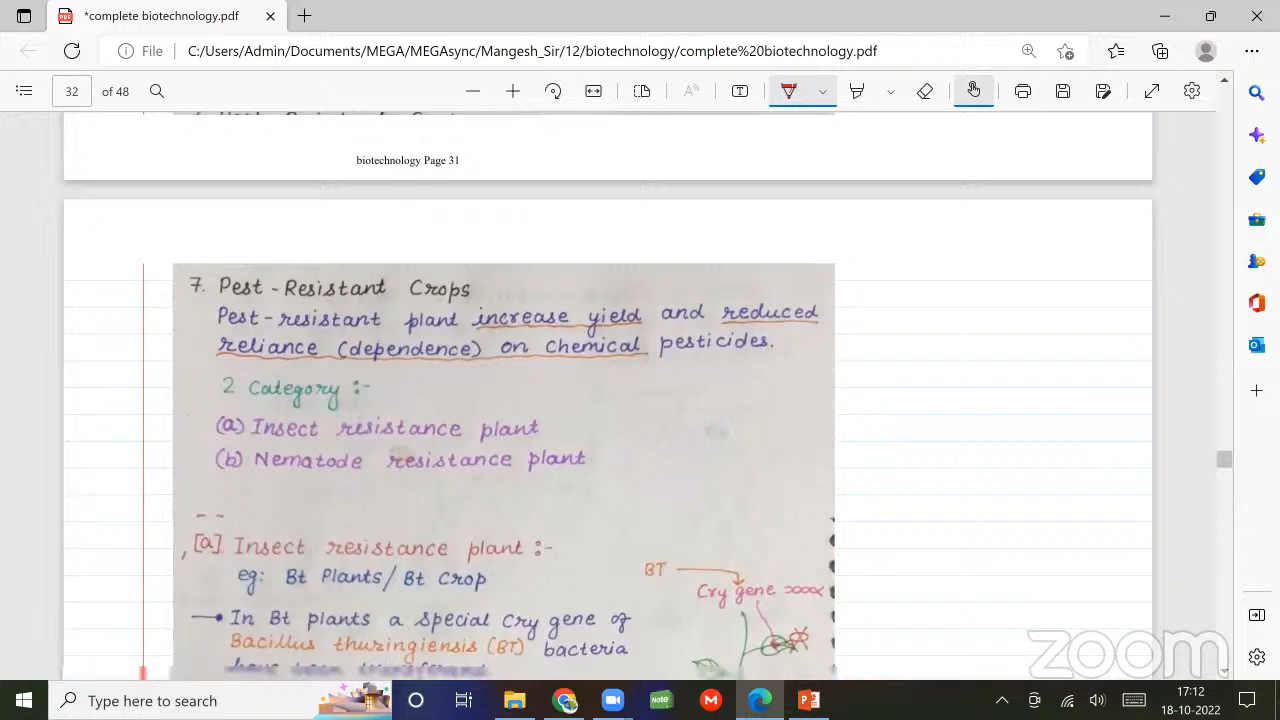 *complete biotechnology.pdf
File C:/Users/Admin/Documents/MEGA/MEGAsync/Mangesh_Sir/12/biotechnology/complete%20biotechnology.pdf
32 of 48
biotechnology Page 31
7. Pest-Resistant Crops
Pest-resistant plant increase yield and reduced
reliance (dependence) on chemical pesticides.
2 Category :-
(a) Insect resistance plant
(b) Nematode resistance plant
[a] Insect resistance plant :-
eg: Bt Plants/ Bt Crop
BT
Cry gene
In Bt plants a special Cry gene of
Bacillus thuringiensis (BT) bacteria
zoom
Type here to search
Note
17:12
18-10-2022